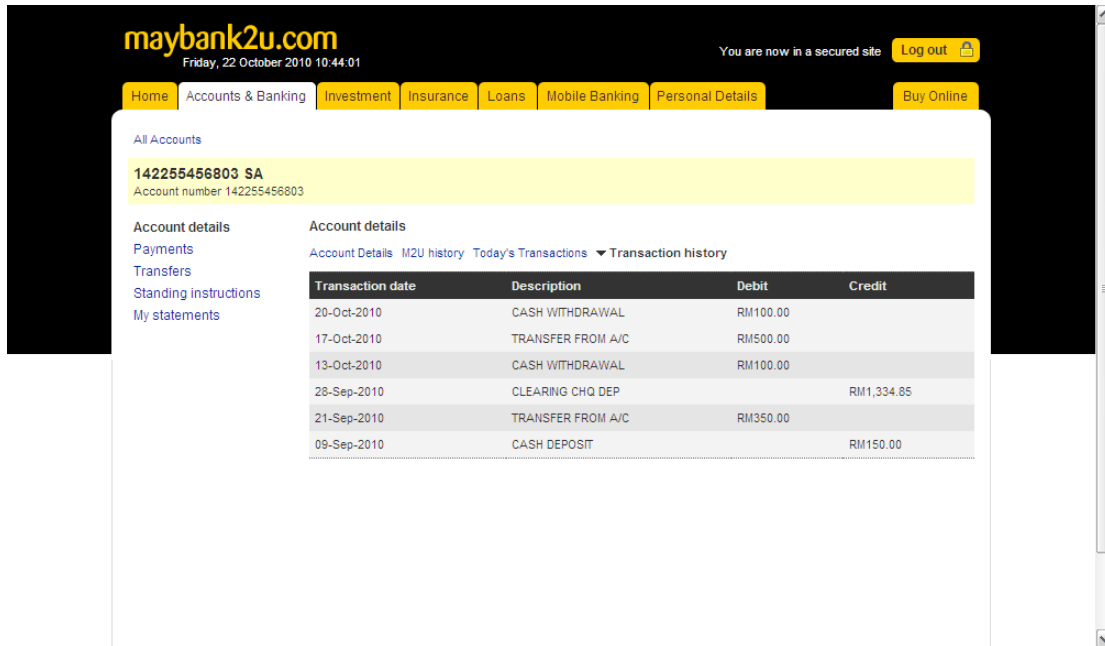 maybank2u.com
Friday, 22 October 2010 10:44:01
You are now in a secured site Log out
Home Accounts & Banking Investment Insurance Loans Mobile Banking Personal Details Buy Online
All Accounts
142255456803 SA
Account number 142255456803
Account details
Payments
Transfers
Standing instructions
My statements
Account details
Account Details M2U history Today's Transactions Transaction history
Transaction date Description Debit Credit
20-Oct-2010 CASH WITHDRAWAL RM100.00
17-Oct-2010 TRANSFER FROM A/C RM500.00
13-Oct-2010 CASH WITHDRAWAL RM100.00
28-Sep-2010 CLEARING CHQ DEP RM1,334.85
21-Sep-2010 TRANSFER FROM A/C RM350.00
09-Sep-2010 CASH DEPOSIT RM150.00